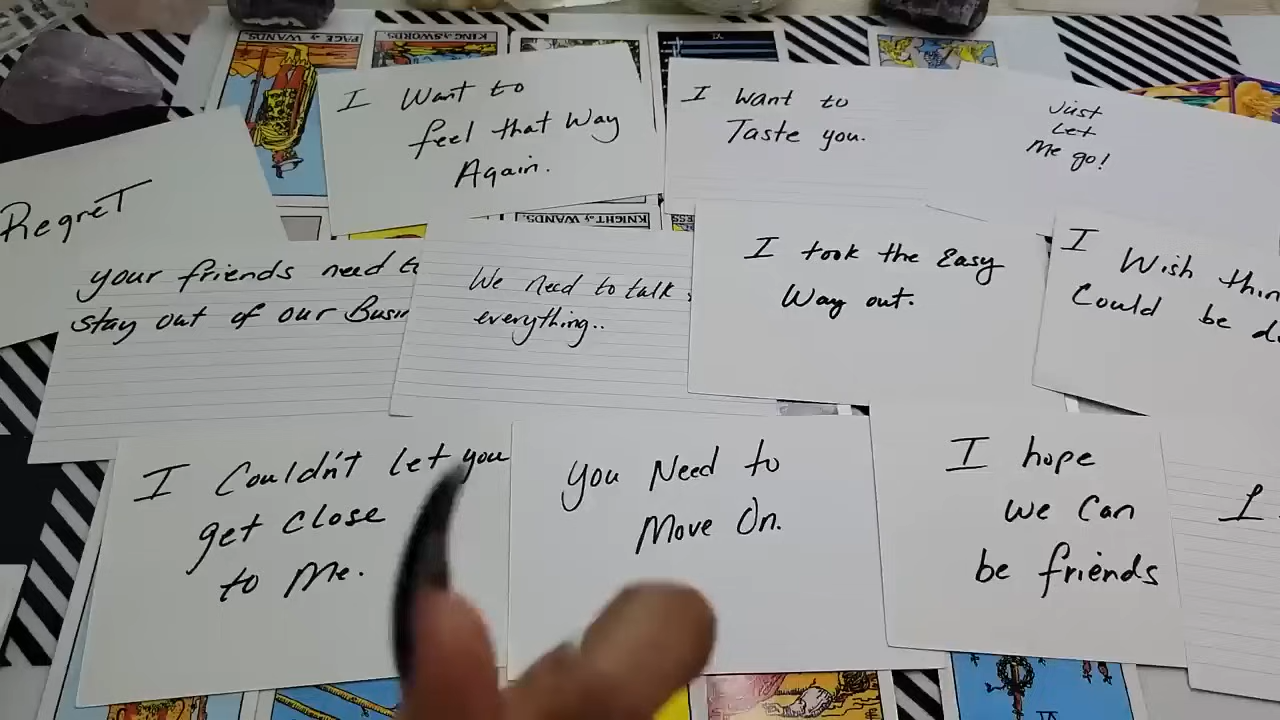 PAGE of WANDS.
KING of SWORDS.
VI
I Want to
feel that Way
Again.
I want to
Taste you.
Just
Let
Me go!
Regret
KNIGHT of WANDS.
your friends need to
stay out of our
We need to talk
everything..
I took the Easy
Way out.
I Wish
Could be
I Couldn't let you
get close
to Me.
you Need to
Move On.
I hope
we Can
be friends
I
VI